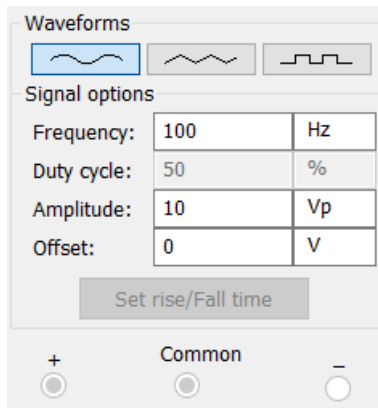 Waveforms
Signal options
Frequency: 100 Hz
Duty cycle: 50 %
Amplitude: 10 Vp
Offset: 0 V
Set rise/Fall time
+ Common –